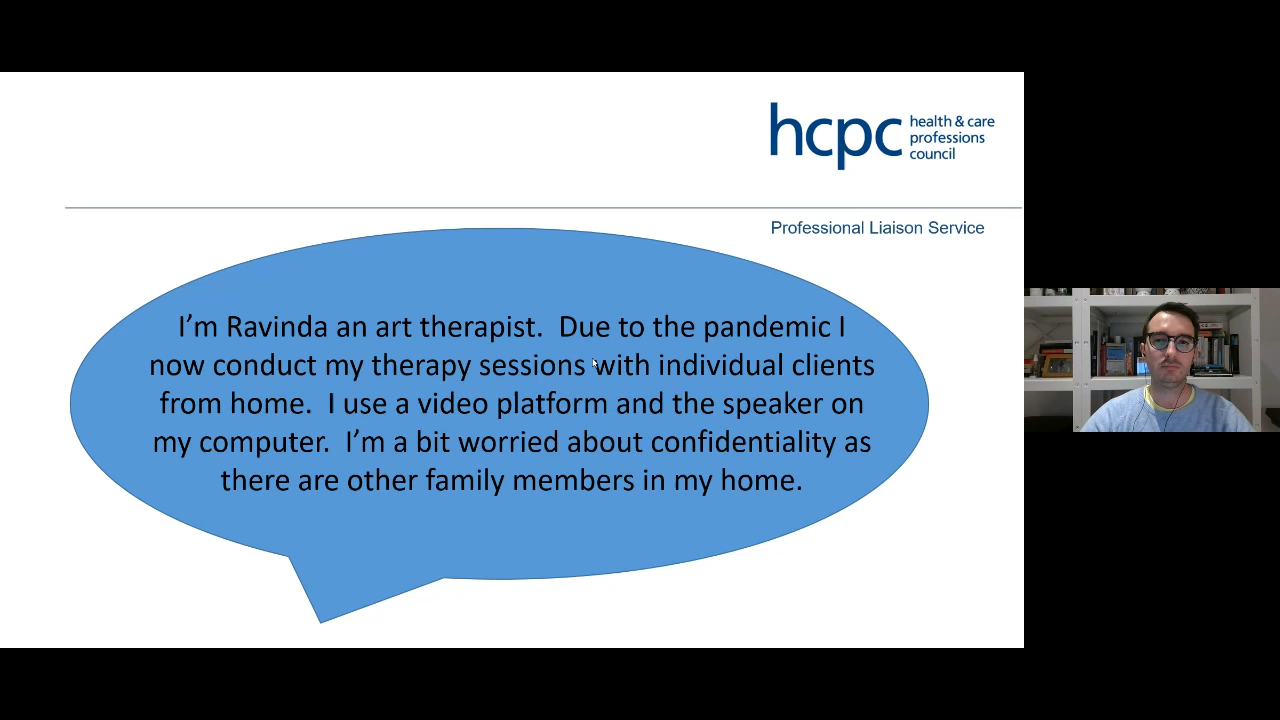 hcpc
health & care
professions
council
Professional Liaison Service
I’m Ravinda an art therapist.  Due to the pandemic I
now conduct my therapy sessions with individual clients
from home.  I use a video platform and the speaker on
my computer.  I’m a bit worried about confidentiality as
there are other family members in my home.